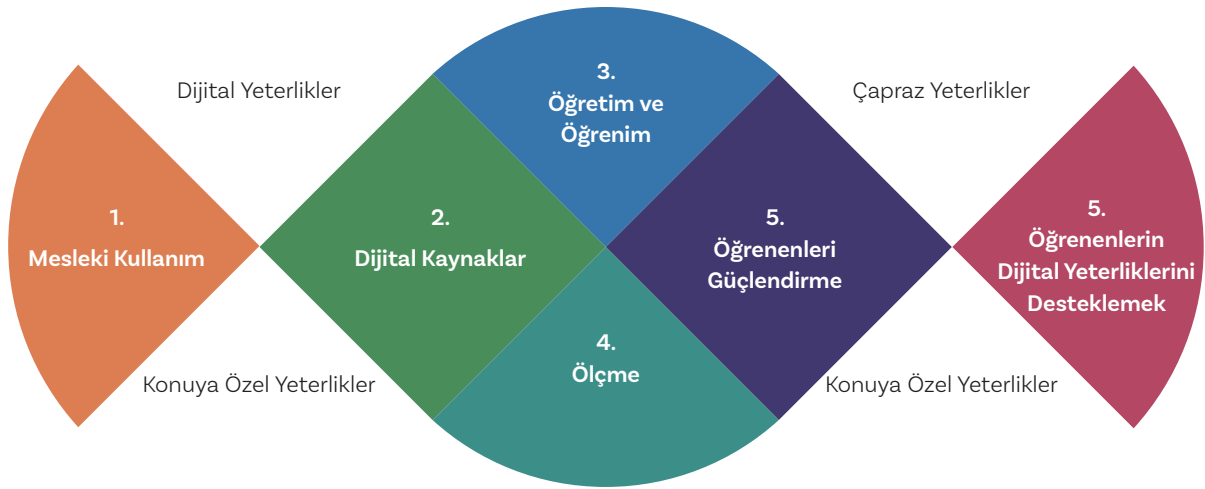 Dijital Yeterlikler
Çapraz Yeterlikler
1.
Mesleki Kullanım
2.
Dijital Kaynaklar
3.
Öğretim ve
Öğrenim
4.
Ölçme
5.
Öğrenenleri
Güçlendirme
5.
Öğrenenlerin
Dijital Yeterliklerini
Desteklemek
Konuya Özel Yeterlikler
Konuya Özel Yeterlikler